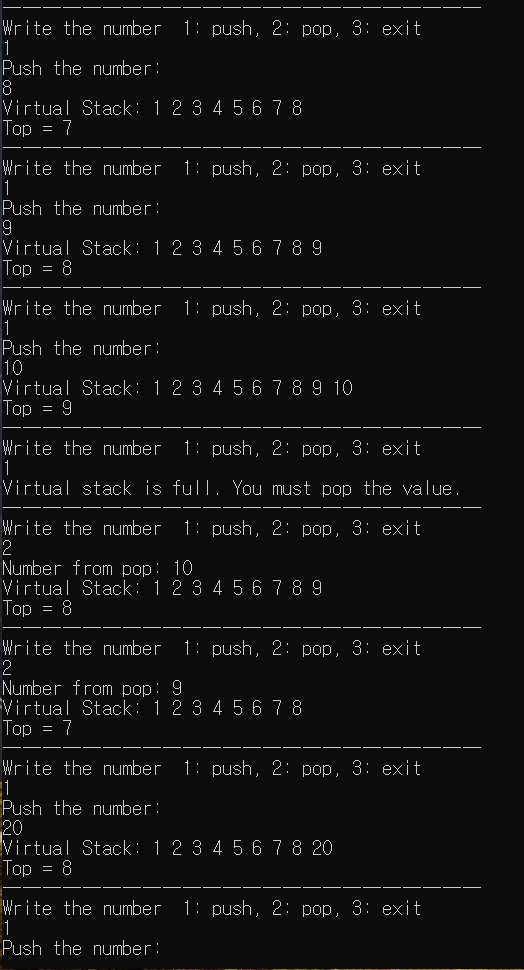 Write the number  1: push, 2: pop, 3: exit
1
Push the number:
8
Virtual Stack: 1 2 3 4 5 6 7 8
Top = 7
Write the number  1: push, 2: pop, 3: exit
1
Push the number:
9
Virtual Stack: 1 2 3 4 5 6 7 8 9
Top = 8
Write the number  1: push, 2: pop, 3: exit
1
Push the number:
10
Virtual Stack: 1 2 3 4 5 6 7 8 9 10
Top = 9
Write the number  1: push, 2: pop, 3: exit
1
Virtual stack is full. You must pop the value.
Write the number  1: push, 2: pop, 3: exit
2
Number from pop: 10
Virtual Stack: 1 2 3 4 5 6 7 8 9
Top = 8
Write the number  1: push, 2: pop, 3: exit
2
Number from pop: 9
Virtual Stack: 1 2 3 4 5 6 7 8
Top = 7
Write the number  1: push, 2: pop, 3: exit
1
Push the number:
20
Virtual Stack: 1 2 3 4 5 6 7 8 20
Top = 8
Write the number  1: push, 2: pop, 3: exit
1
Push the number: